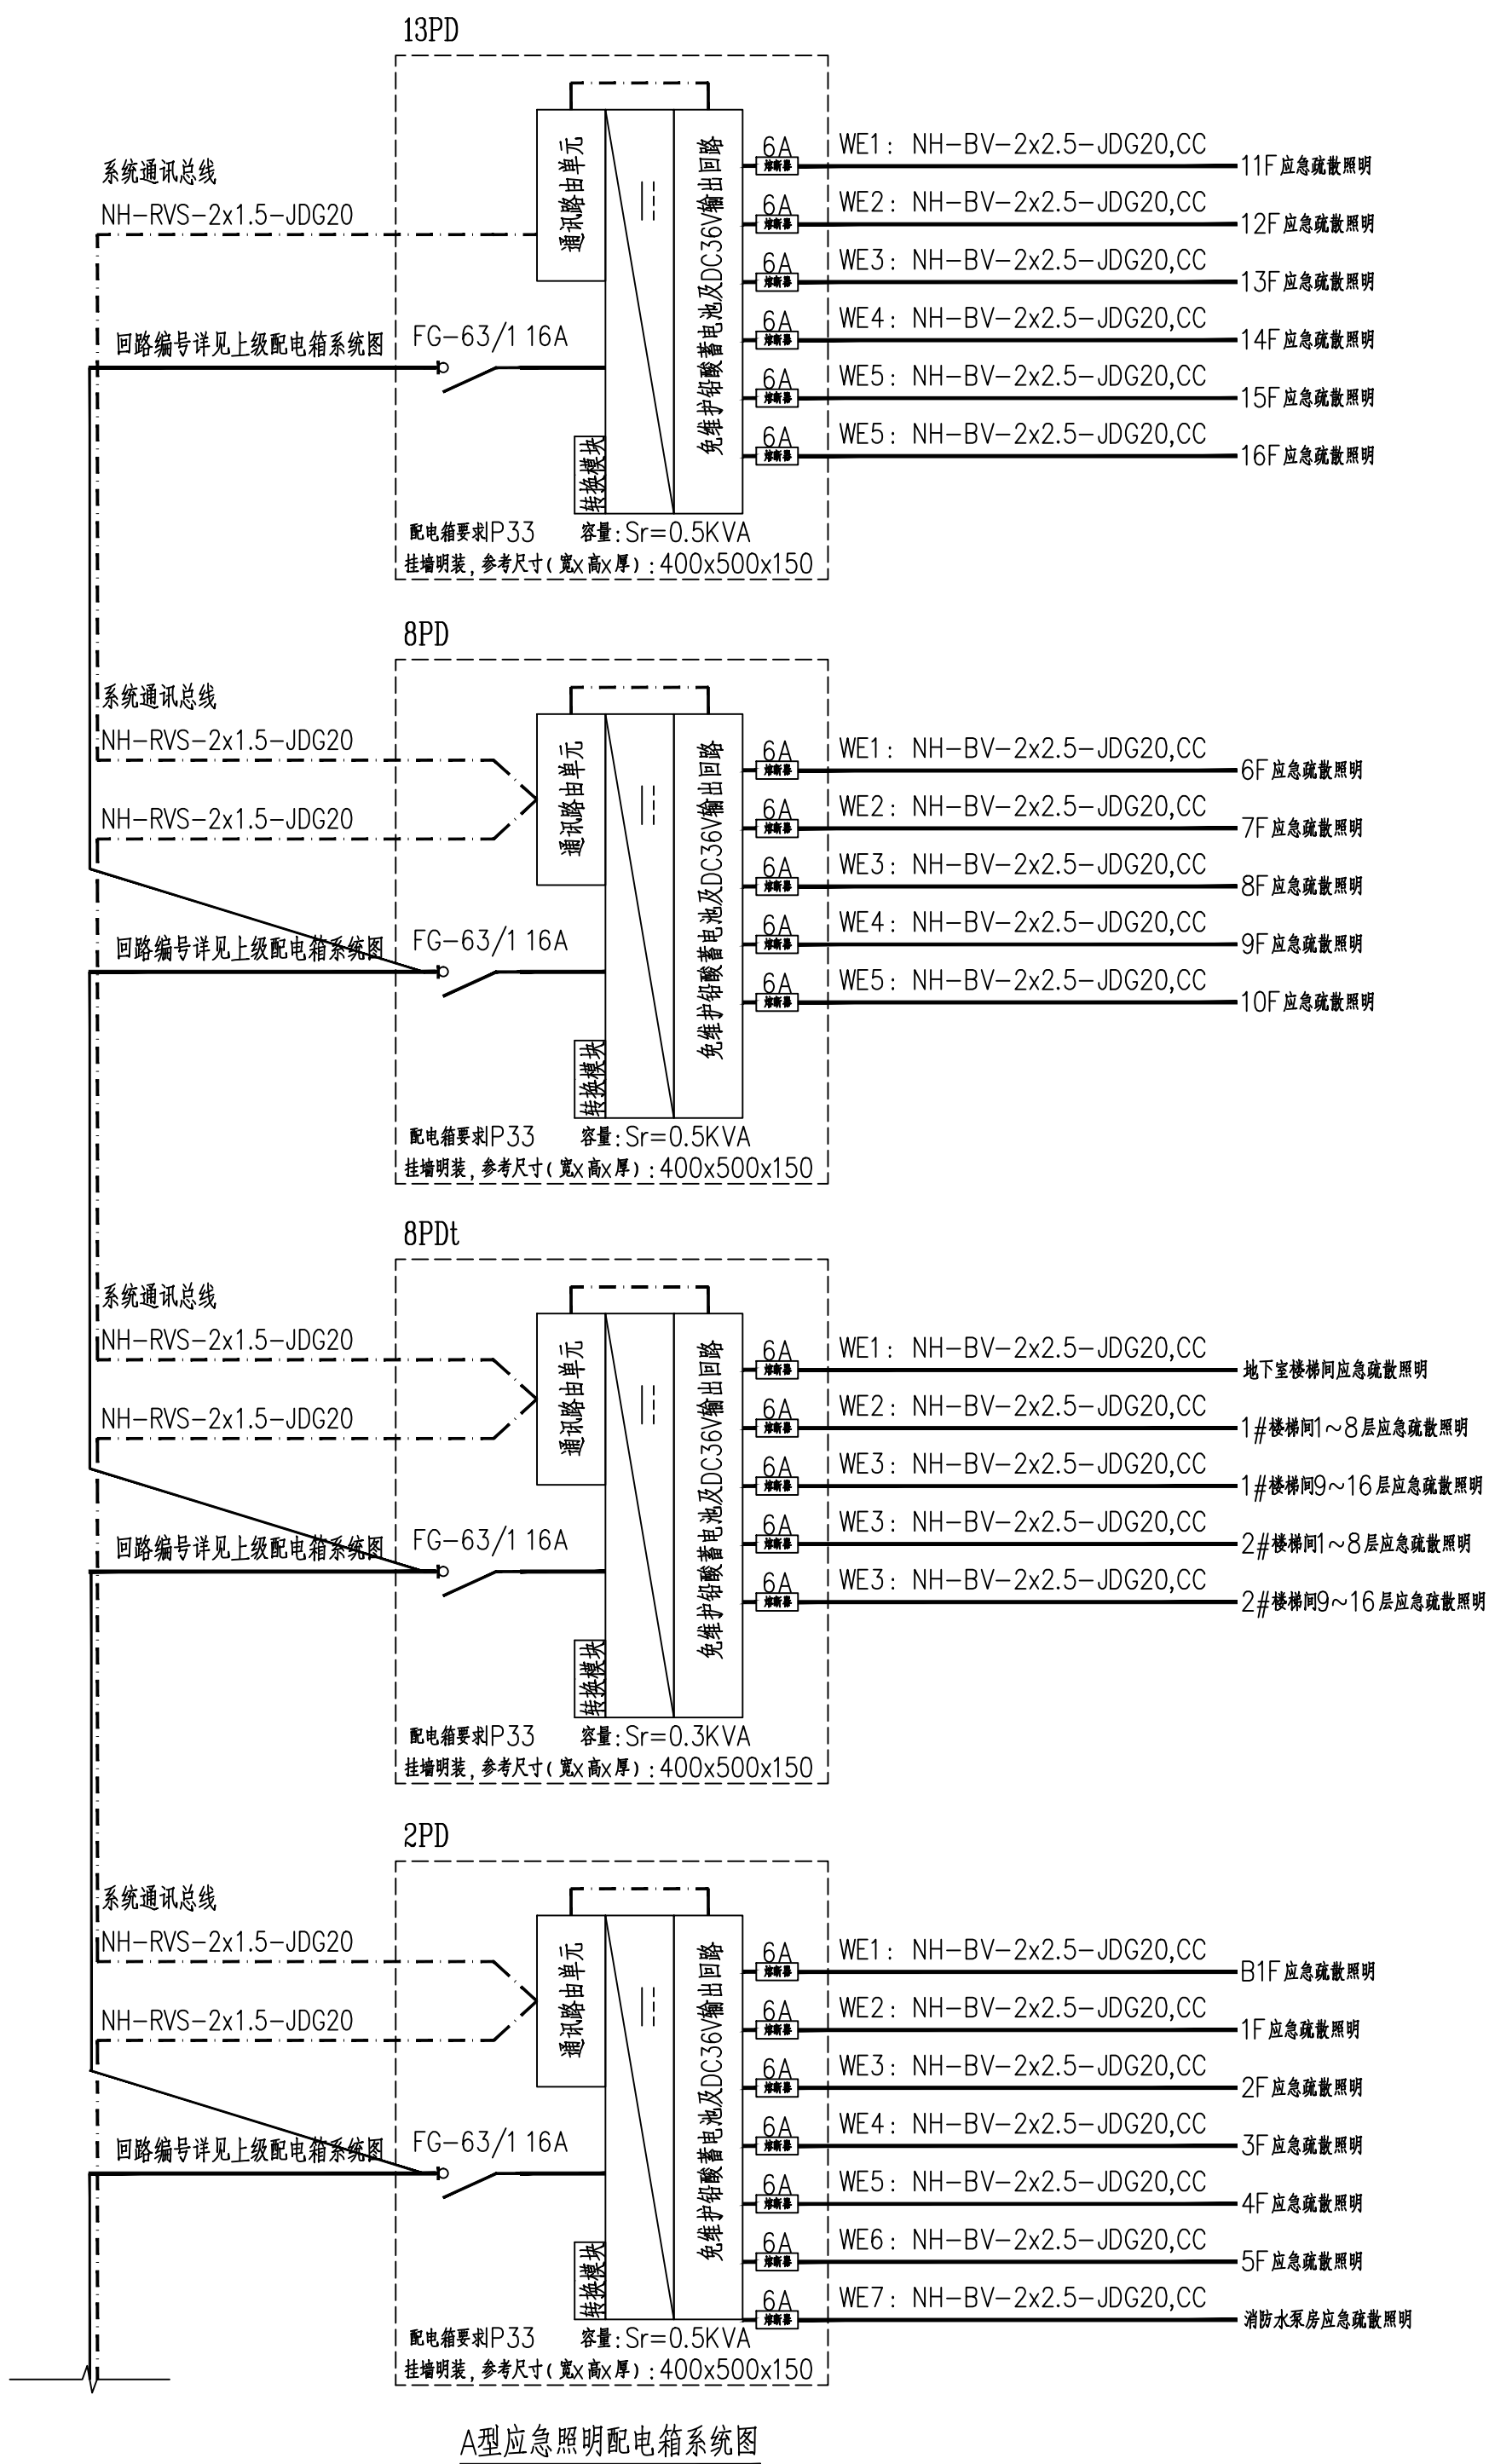 13PD
系统通讯总线
NH-RVS-2x1.5-JDG20
回路编号详见上级配电箱系统图
FG-63/1 16A
通讯路由单元
转换模块
免维护铅酸蓄电池及DC36V输出回路
6A 熔断器 WE1: NH-BV-2x2.5-JDG20,CC 11F应急疏散照明
6A 熔断器 WE2: NH-BV-2x2.5-JDG20,CC 12F应急疏散照明
6A 熔断器 WE3: NH-BV-2x2.5-JDG20,CC 13F应急疏散照明
6A 熔断器 WE4: NH-BV-2x2.5-JDG20,CC 14F应急疏散照明
6A 熔断器 WE5: NH-BV-2x2.5-JDG20,CC 15F应急疏散照明
6A 熔断器 WE5: NH-BV-2x2.5-JDG20,CC 16F应急疏散照明
配电箱要求IP33 容量:Sr=0.5KVA
挂墙明装,参考尺寸(宽x高x厚):400x500x150
8PD
系统通讯总线
NH-RVS-2x1.5-JDG20
NH-RVS-2x1.5-JDG20
回路编号详见上级配电箱系统图
FG-63/1 16A
通讯路由单元
转换模块
免维护铅酸蓄电池及DC36V输出回路
6A 熔断器 WE1: NH-BV-2x2.5-JDG20,CC 6F应急疏散照明
6A 熔断器 WE2: NH-BV-2x2.5-JDG20,CC 7F应急疏散照明
6A 熔断器 WE3: NH-BV-2x2.5-JDG20,CC 8F应急疏散照明
6A 熔断器 WE4: NH-BV-2x2.5-JDG20,CC 9F应急疏散照明
6A 熔断器 WE5: NH-BV-2x2.5-JDG20,CC 10F应急疏散照明
配电箱要求IP33 容量:Sr=0.5KVA
挂墙明装,参考尺寸(宽x高x厚):400x500x150
8PDt
系统通讯总线
NH-RVS-2x1.5-JDG20
NH-RVS-2x1.5-JDG20
回路编号详见上级配电箱系统图
FG-63/1 16A
通讯路由单元
转换模块
免维护铅酸蓄电池及DC36V输出回路
6A 熔断器 WE1: NH-BV-2x2.5-JDG20,CC 地下室楼梯间应急疏散照明
6A 熔断器 WE2: NH-BV-2x2.5-JDG20,CC 1#楼梯间1~8层应急疏散照明
6A 熔断器 WE3: NH-BV-2x2.5-JDG20,CC 1#楼梯间9~16层应急疏散照明
6A 熔断器 WE3: NH-BV-2x2.5-JDG20,CC 2#楼梯间1~8层应急疏散照明
6A 熔断器 WE3: NH-BV-2x2.5-JDG20,CC 2#楼梯间9~16层应急疏散照明
配电箱要求IP33 容量:Sr=0.3KVA
挂墙明装,参考尺寸(宽x高x厚):400x500x150
2PD
系统通讯总线
NH-RVS-2x1.5-JDG20
NH-RVS-2x1.5-JDG20
回路编号详见上级配电箱系统图
FG-63/1 16A
通讯路由单元
转换模块
免维护铅酸蓄电池及DC36V输出回路
6A 熔断器 WE1: NH-BV-2x2.5-JDG20,CC B1F应急疏散照明
6A 熔断器 WE2: NH-BV-2x2.5-JDG20,CC 1F应急疏散照明
6A 熔断器 WE3: NH-BV-2x2.5-JDG20,CC 2F应急疏散照明
6A 熔断器 WE4: NH-BV-2x2.5-JDG20,CC 3F应急疏散照明
6A 熔断器 WE5: NH-BV-2x2.5-JDG20,CC 4F应急疏散照明
6A 熔断器 WE6: NH-BV-2x2.5-JDG20,CC 5F应急疏散照明
6A 熔断器 WE7: NH-BV-2x2.5-JDG20,CC 消防水泵房应急疏散照明
配电箱要求IP33 容量:Sr=0.5KVA
挂墙明装,参考尺寸(宽x高x厚):400x500x150
A型应急照明配电箱系统图